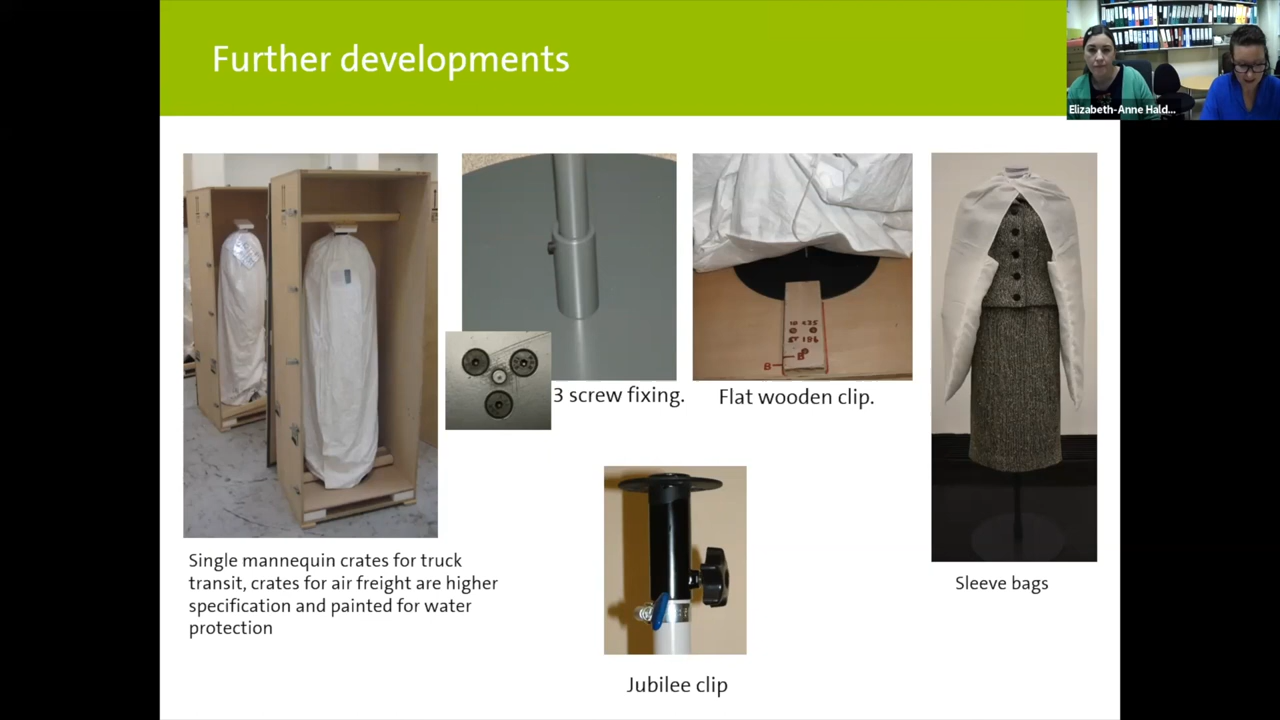 Further developments
Elizabeth-Anne Hald...
3 screw fixing.
Flat wooden clip.
B
B
Single mannequin crates for truck
transit, crates for air freight are higher
specification and painted for water
protection
Jubilee clip
Sleeve bags